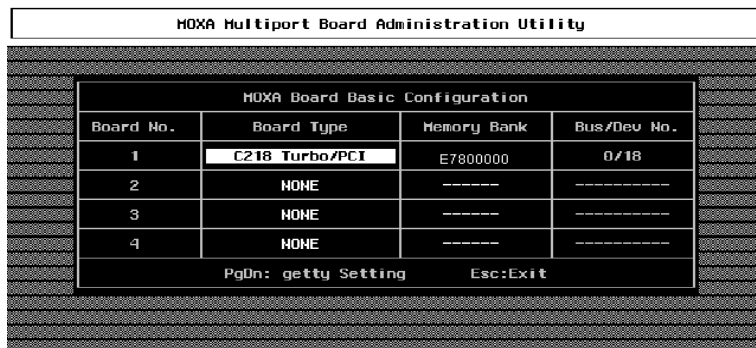 MOXA Multiport Board Administration Utility
MOXA Board Basic Configuration
Board No. Board Type Memory Bank Bus/Dev No.
1 C218 Turbo/PCI E7800000 0/18
2 NONE ------ ----------
3 NONE ------ ----------
4 NONE ------ ----------
PgDn: getty Setting Esc:Exit